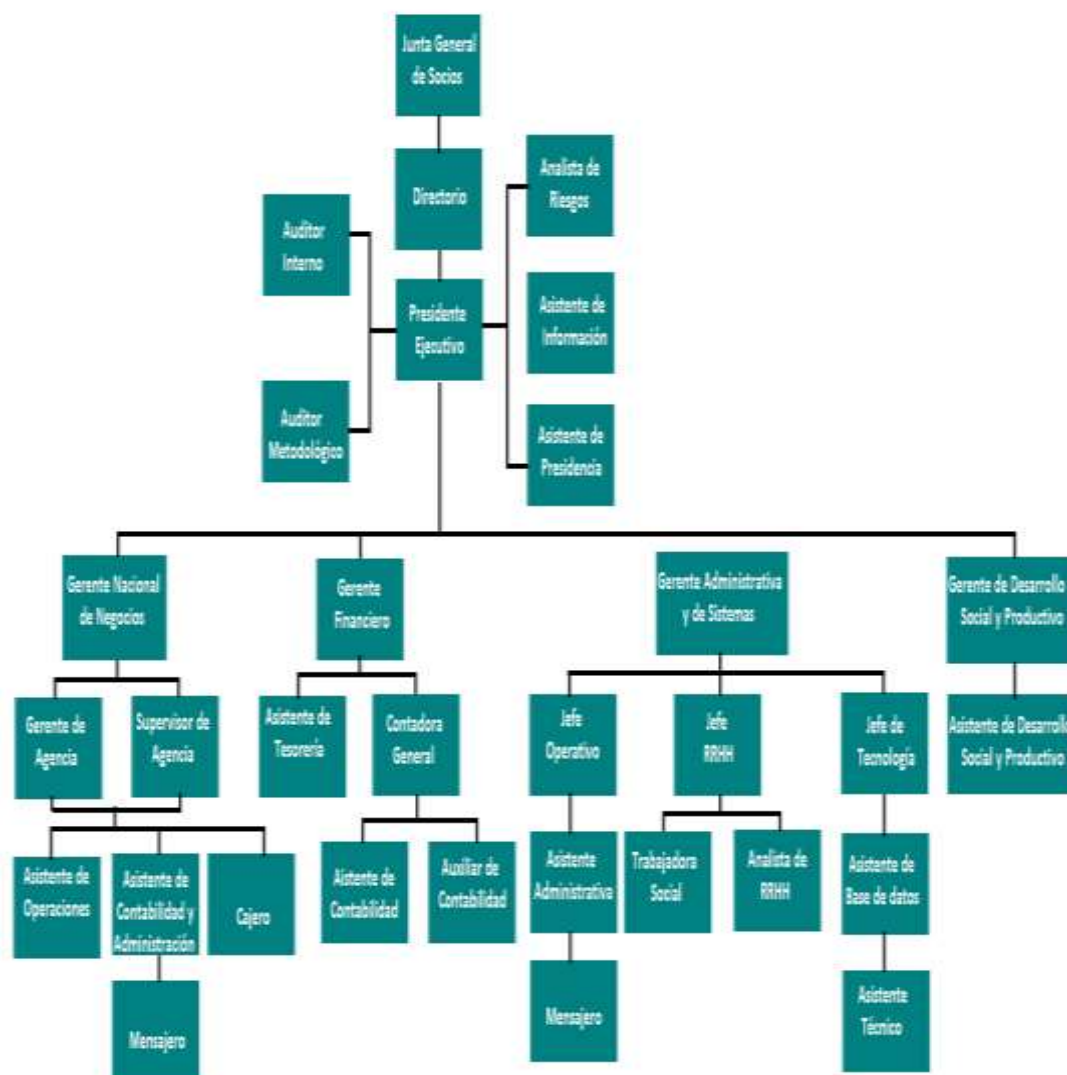 Junta General
de Socios
Directorio
Analista de
Riesgos
Auditor
Interno
Presidente
Ejecutivo
Asistente de
Información
Auditor
Metodológico
Asistente de
Presidencia
Gerente Nacional
de Negocios
Gerente
Financiero
Gerente Administrativa
y de Sistemas
Gerente de Desarrollo
Social y Productivo
Gerente de
Agencia
Supervisor de
Agencia
Asistente de
Tesorería
Contadora
General
Jefe
Operativo
Jefe
RRHH
Jefe de
Tecnología
Asistente de Desarrollo
Social y Productivo
Asistente de
Operaciones
Asistente de
Contabilidad y
Administración
Cajero
Aistente de
Contabilidad
Auxiliar de
Contabilidad
Asistente
Administrativa
Trabajadora
Social
Analista de
RRHH
Asistente de
Base de datos
Mensajero
Mensajero
Asistente
Técnico